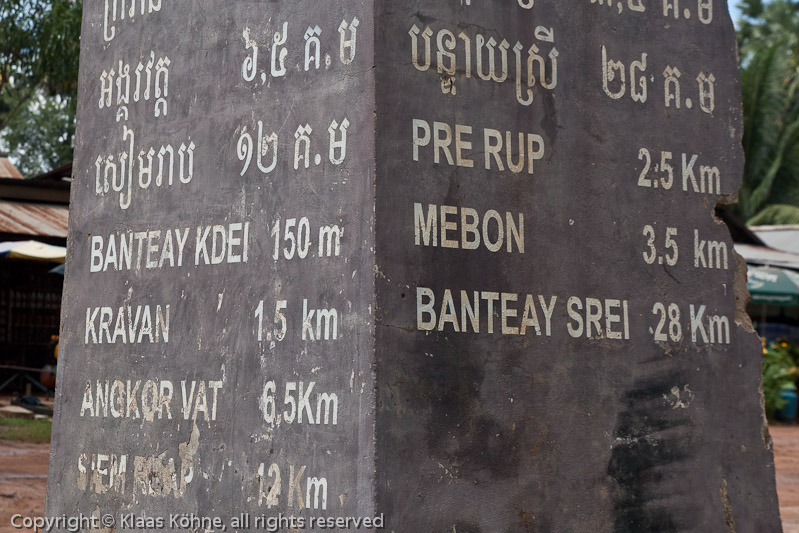 អង្គរវត្ត ៦,៥ គ.ម
សៀមរាប ១២ គ.ម
BANTEAY KDEI 150 m
KRAVAN 1.5 km
ANGKOR VAT 6,5Km
SIEM REAP 12 Km
បន្ទាយស្រី ២៨ គ.ម
PRE RUP 2.5 Km
MEBON 3.5 km
BANTEAY SREI 28 Km
Copyright © Klaas Köhne, all rights reserved